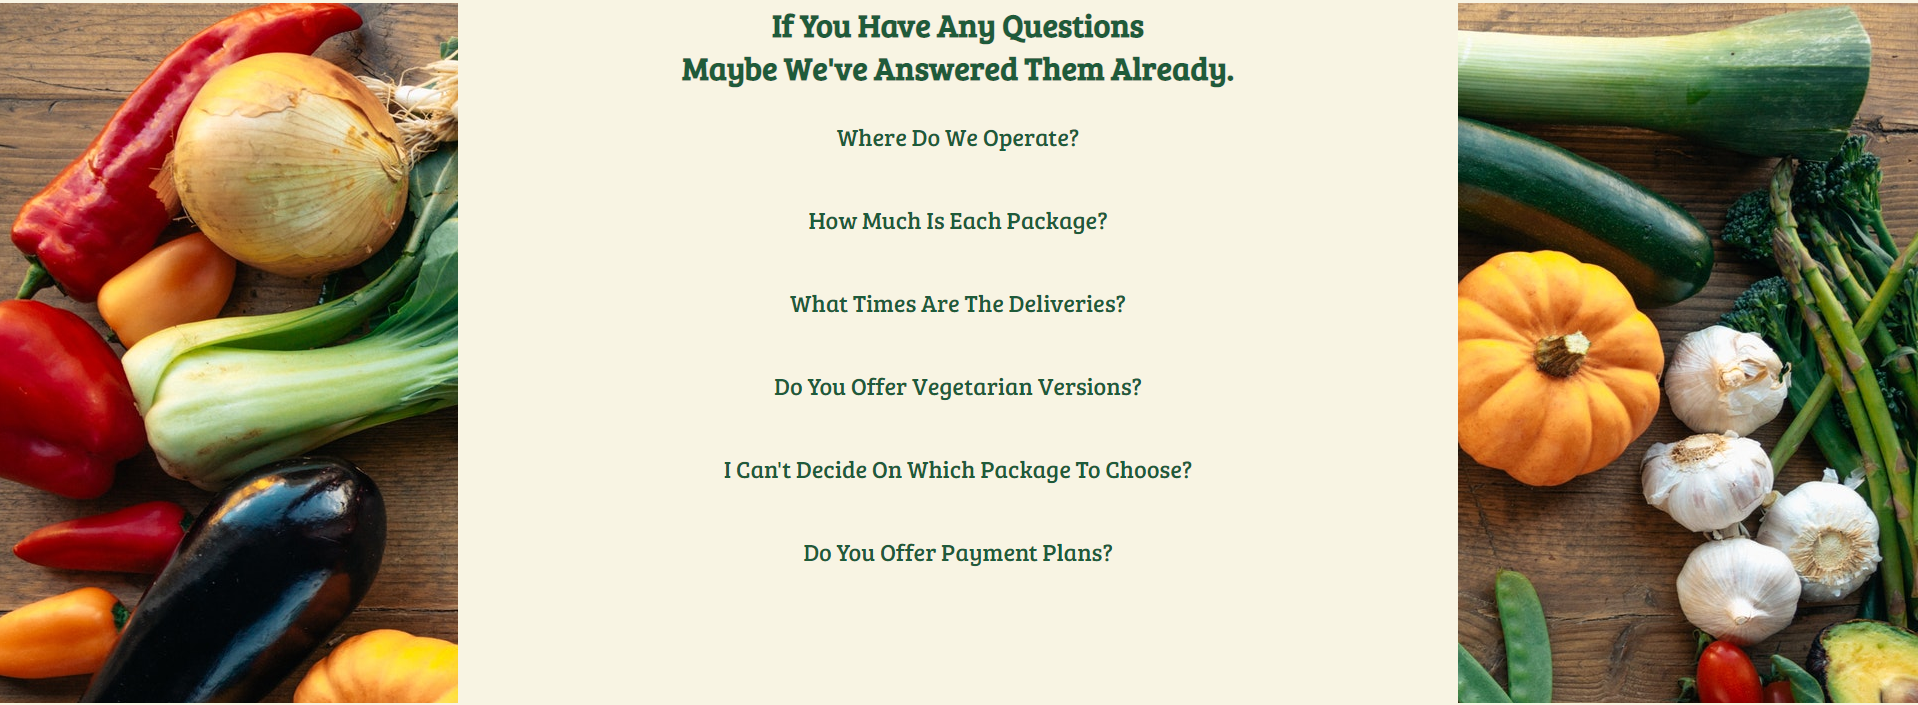 If You Have Any Questions
Maybe We've Answered Them Already.
Where Do We Operate?
How Much Is Each Package?
What Times Are The Deliveries?
Do You Offer Vegetarian Versions?
I Can't Decide On Which Package To Choose?
Do You Offer Payment Plans?